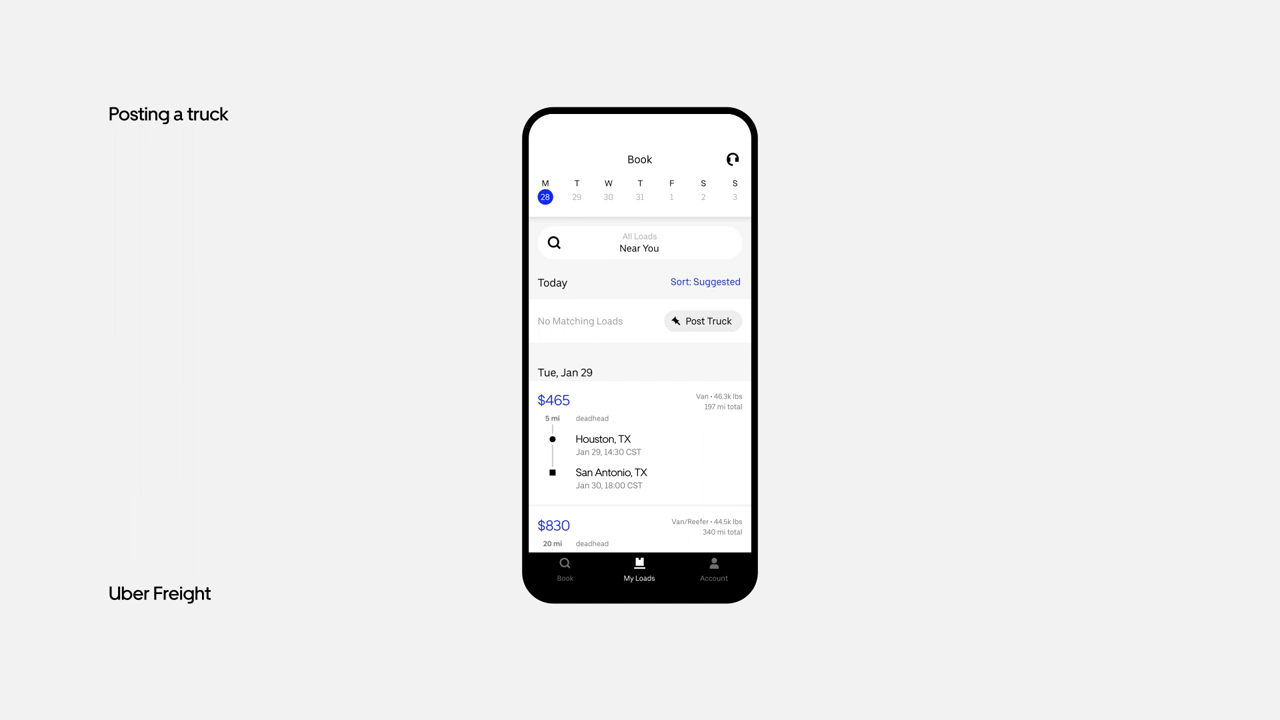 Posting a truck
Book
M T W T F S S
28 29 30 31 1 2 3
All Loads
Near You
Today Sort: Suggested
No Matching Loads Post Truck
Tue, Jan 29
$465 Van • 46.3k lbs
197 mi total
5 mi deadhead
Houston, TX
Jan 29, 14:30 CST
San Antonio, TX
Jan 30, 18:00 CST
$830 Van/Reefer • 44.5k lbs
340 mi total
20 mi deadhead
Book My Loads Account
Uber Freight